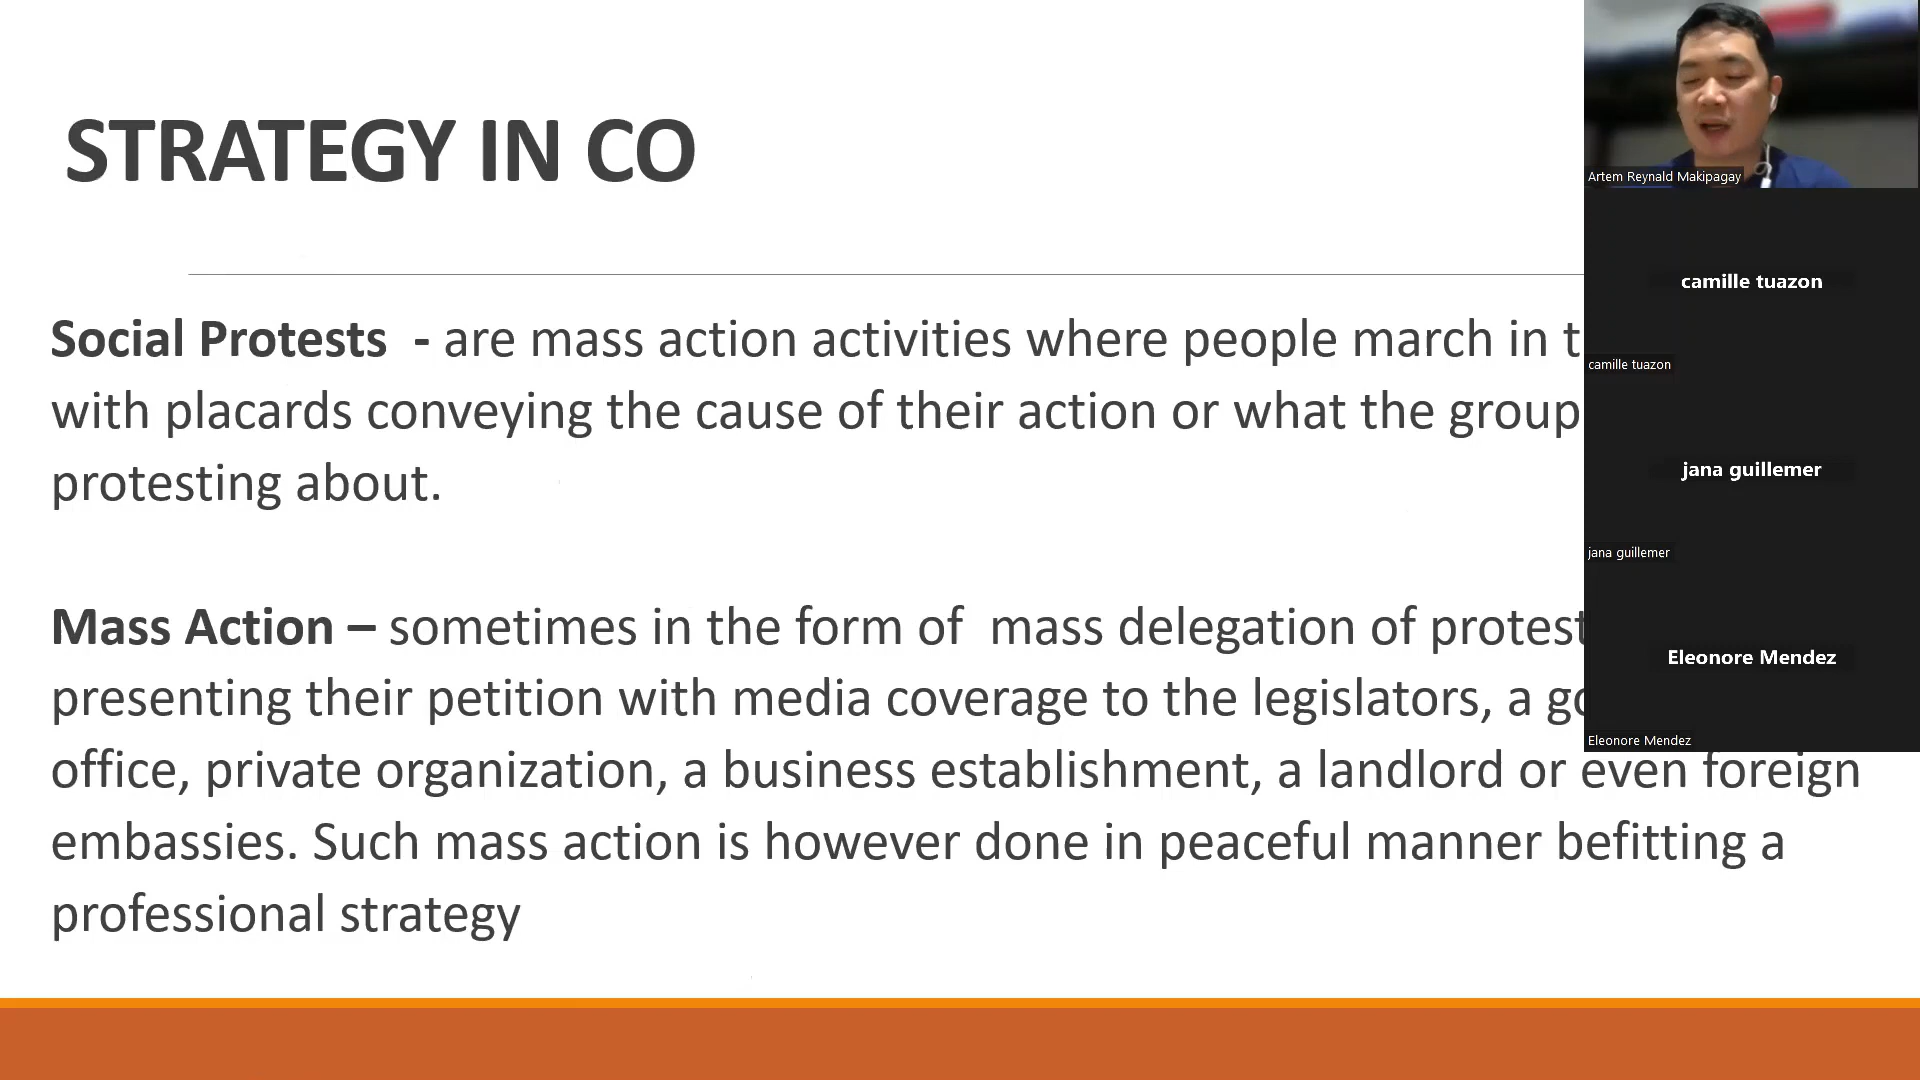 STRATEGY IN CO
Social Protests - are mass action activities where people march in t
with placards conveying the cause of their action or what the group
protesting about.
Mass Action – sometimes in the form of mass delegation of protest
presenting their petition with media coverage to the legislators, a go
office, private organization, a business establishment, a landlord or even foreign
embassies. Such mass action is however done in peaceful manner befitting a
professional strategy
Artem Reynald Makipagay
camille tuazon
camille tuazon
jana guillemer
jana guillemer
Eleonore Mendez
Eleonore Mendez